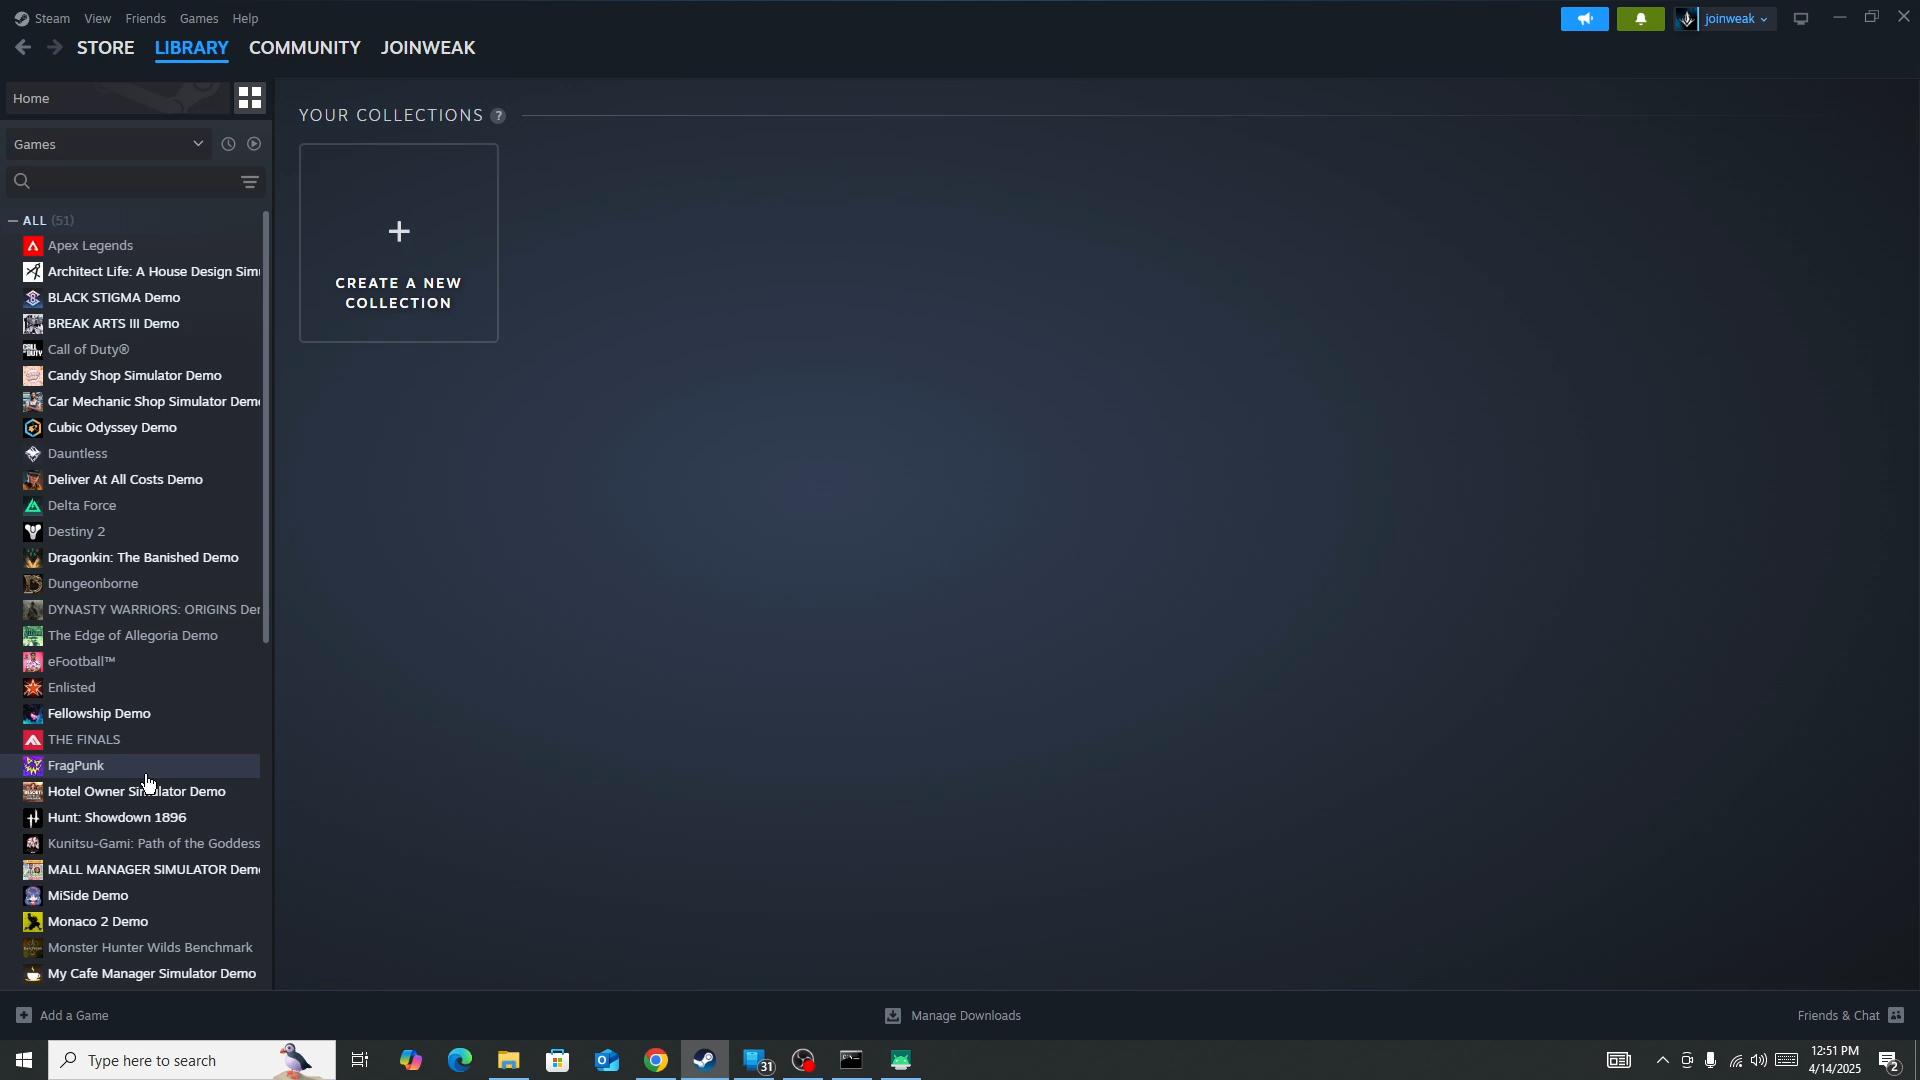 Steam View Friends Games Help
joinweak
STORE LIBRARY COMMUNITY JOINWEAK
Home
Games
YOUR COLLECTIONS ?
+
CREATE A NEW
COLLECTION
ALL (51)
Apex Legends
Architect Life: A House Design Sim
BLACK STIGMA Demo
BREAK ARTS III Demo
Call of Duty®
Candy Shop Simulator Demo
Car Mechanic Shop Simulator Dem
Cubic Odyssey Demo
Dauntless
Deliver At All Costs Demo
Delta Force
Destiny 2
Dragonkin: The Banished Demo
Dungeonborne
DYNASTY WARRIORS: ORIGINS De
The Edge of Allegoria Demo
eFootball™
Enlisted
Fellowship Demo
THE FINALS
FragPunk
Hotel Owner Simulator Demo
Hunt: Showdown 1896
Kunitsu-Gami: Path of the Goddess
MALL MANAGER SIMULATOR Dem
MiSide Demo
Monaco 2 Demo
Monster Hunter Wilds Benchmark
My Cafe Manager Simulator Demo
Add a Game
Manage Downloads
Friends & Chat
Type here to search
31
12:51 PM
4/14/2025
2